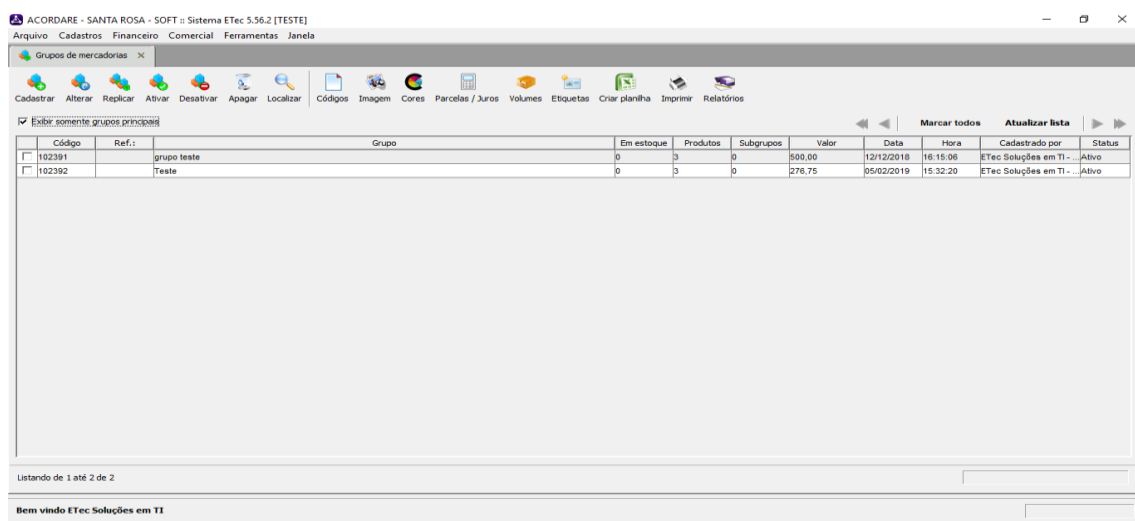 ACORDARE - SANTA ROSA - SOFT :: Sistema ETec 5.56.2 [TESTE]
Arquivo Cadastros Financeiro Comercial Ferramentas Janela
Grupos de mercadorias
Cadastrar Alterar Replicar Ativar Desativar Apagar Localizar Códigos Imagem Cores Parcelas / Juros Volumes Etiquetas Criar planilha Imprimir Relatórios
Exibir somente grupos principais Marcar todos Atualizar lista
Código Ref.: Grupo Em estoque Produtos Subgrupos Valor Data Hora Cadastrado por Status
102391 grupo teste 0 3 0 500,00 12/12/2018 16:15:06 ETec Soluções em TI - ... Ativo
102392 Teste 0 3 0 276,75 05/02/2019 15:32:20 ETec Soluções em TI - ... Ativo
Listando de 1 até 2 de 2
Bem vindo ETec Soluções em TI